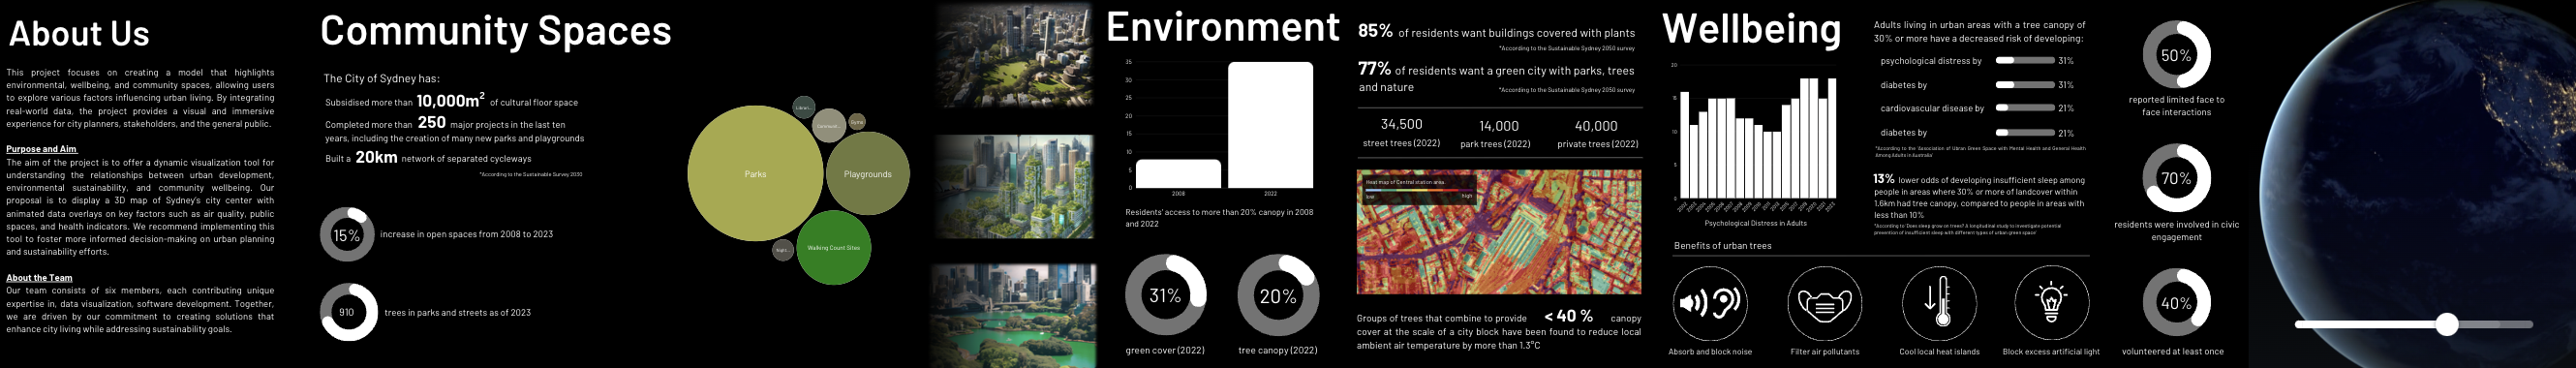 About Us
This project focuses on creating a model that highlights
environmental, wellbeing, and community spaces, allowing users
to explore various factors influencing urban living. By integrating
real-world data, the project provides a visual and immersive
experience for city planners, stakeholders, and the general public.
Purpose and Aim
The aim of the project is to offer a dynamic visualization tool for
understanding the relationships between urban development,
environmental sustainability, and community wellbeing. Our
proposal is to display a 3D map of Sydney's city center with
animated data overlays on key factors such as air quality, public
spaces, and health indicators. We recommend implementing this
tool to foster more informed decision-making on urban planning
and sustainability efforts.
About the Team
Our team consists of six members, each contributing unique
expertise in, data visualization, software development. Together,
we are driven by our commitment to creating solutions that
enhance city living while addressing sustainability goals.
Community Spaces
The City of Sydney has:
Subsidised more than 10,000m² of cultural floor space
Completed more than 250 major projects in the last ten
years, including the creation of many new parks and playgrounds
Built a 20km network of separated cycleways
*According to the Sustainable Survey 2030
15% increase in open spaces from 2008 to 2023
910 trees in parks and streets as of 2023
Parks
Playgrounds
Walking Count Sites
Environment
35
30
25
20
15
10
5
0
2008 2022
Residents' access to more than 20% canopy in 2008
and 2022
31%
green cover (2022)
20%
tree canopy (2022)
85% of residents want buildings covered with plants
*According to the Sustainable Sydney 2050 survey
77% of residents want a green city with parks, trees
and nature
*According to the Sustainable Sydney 2050 survey
34,500 14,000 40,000
street trees (2022) park trees (2022) private trees (2022)
Heat map of Central station area
High
Groups of trees that combine to provide < 40 % canopy
cover at the scale of a city block have been found to reduce local
ambient air temperature by more than 1.3°C
Wellbeing
20
15
10
5
0
Psychological Distress in Adults
Adults living in urban areas with a tree canopy of
30% or more have a decreased risk of developing:
psychological distress by 31%
diabetes by 31%
cardiovascular disease by 21%
diabetes by 21%
*According to the 'Association of Urban Green Space with Mental Health and General Health
Among Adults in Australia'
13% lower odds of developing insufficient sleep among
people in areas where 30% or more of landcover within
1.6km had tree canopy, compared to people in areas with
less than 10%
*According to 'Does sleep grow on trees? A longitudinal study to investigate potential
prevention of insufficient sleep with different types of urban green space'
Benefits of urban trees
Absorb and block noise
Filter air pollutants
Cool local heat islands
Block excess artificial light
50%
reported limited face to
face interactions
70%
residents were involved in civic
engagement
40%
volunteered at least once